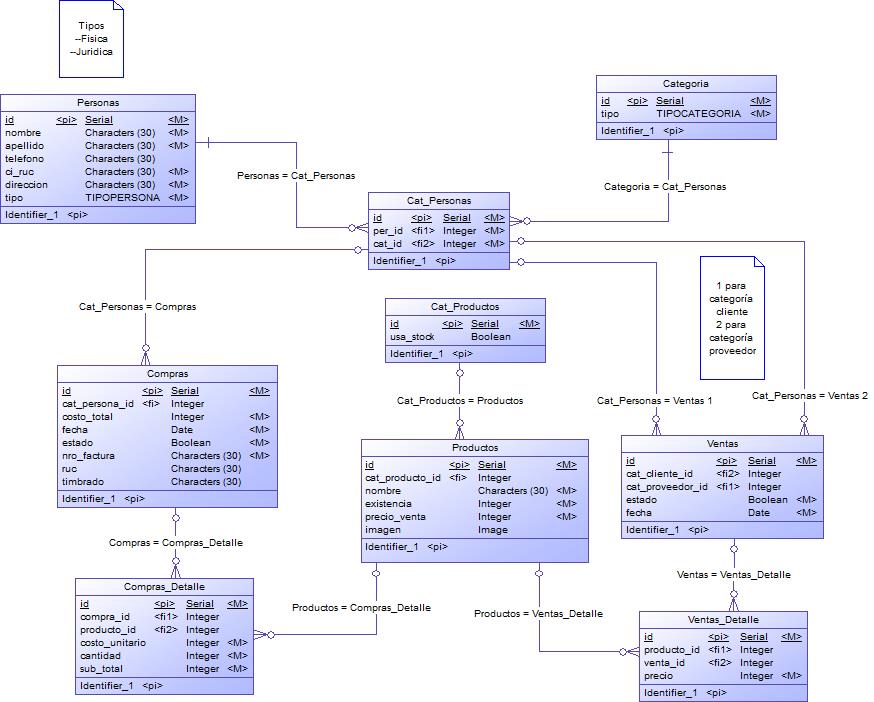 Tipos
--Fisica
--Juridica
Personas
id <pi> Serial <M>
nombre Characters (30) <M>
apellido Characters (30) <M>
telefono Characters (30)
ci_ruc Characters (30) <M>
direccion Characters (30) <M>
tipo TIPOPERSONA <M>
Identifier_1 <pi>
Categoria
id <pi> Serial <M>
tipo TIPOCATEGORIA <M>
Identifier_1 <pi>
Personas = Cat_Personas
Categoria = Cat_Personas
Cat_Personas
id <pi> Serial <M>
per_id <fi1> Integer <M>
cat_id <fi2> Integer <M>
Identifier_1 <pi>
1 para
categoría
cliente
2 para
categoría
proveedor
Cat_Personas = Compras
Cat_Productos
id <pi> Serial <M>
usa_stock Boolean
Identifier_1 <pi>
Compras
id <pi> Serial <M>
cat_persona_id <fi> Integer
costo_total Integer <M>
fecha Date <M>
estado Boolean <M>
nro_factura Characters (30) <M>
ruc Characters (30)
timbrado Characters (30)
Identifier_1 <pi>
Cat_Productos = Productos
Cat_Personas = Ventas 1
Cat_Personas = Ventas 2
Productos
id <pi> Serial <M>
cat_producto_id <fi> Integer
nombre Characters (30) <M>
existencia Integer <M>
precio_venta Integer <M>
imagen Image
Identifier_1 <pi>
Ventas
id <pi> Serial <M>
cat_cliente_id <fi2> Integer
cat_proveedor_id <fi1> Integer
estado Boolean <M>
fecha Date <M>
Identifier_1 <pi>
Compras = Compras_Detalle
Ventas = Ventas_Detalle
Compras_Detalle
id <pi> Serial <M>
compra_id <fi1> Integer
producto_id <fi2> Integer
costo_unitario Integer <M>
cantidad Integer <M>
sub_total Integer <M>
Identifier_1 <pi>
Productos = Compras_Detalle
Productos = Ventas_Detalle
Ventas_Detalle
id <pi> Serial <M>
producto_id <fi1> Integer
venta_id <fi2> Integer
precio Integer <M>
Identifier_1 <pi>